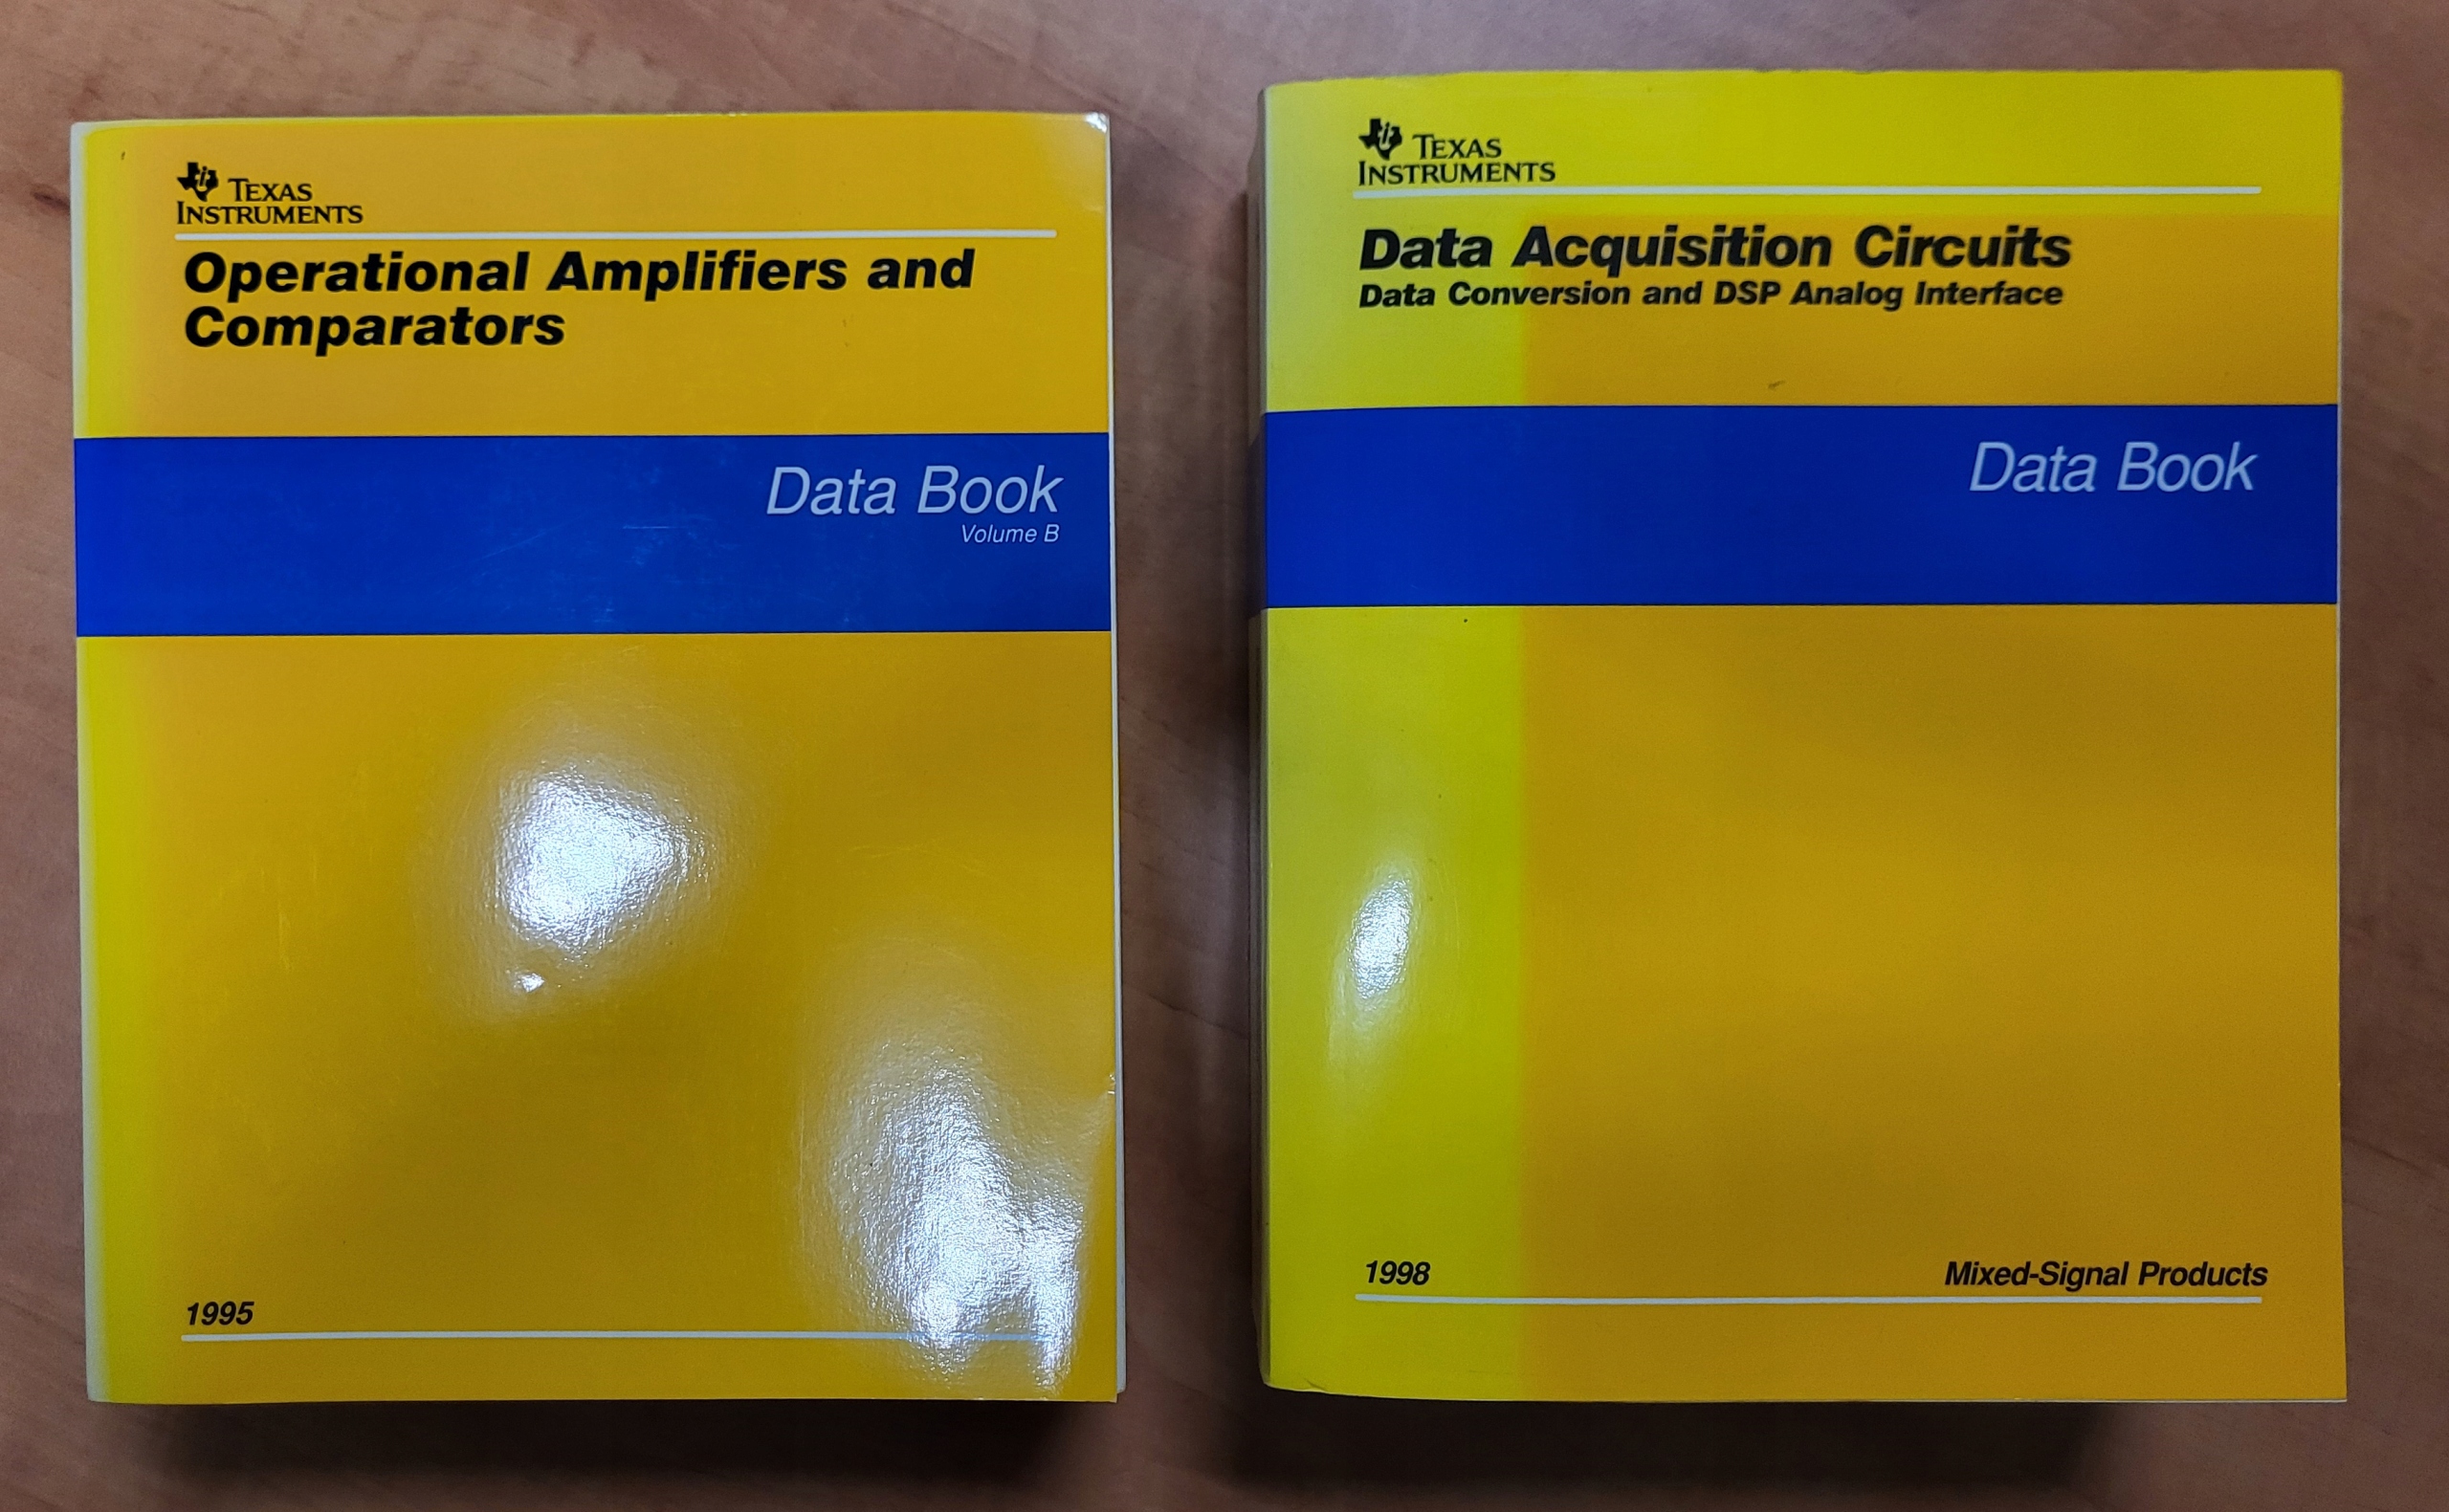 TEXAS
INSTRUMENTS
Operational Amplifiers and
Comparators
Data Book
Volume B
1995
TEXAS
INSTRUMENTS
Data Acquisition Circuits
Data Conversion and DSP Analog Interface
Data Book
1998
Mixed-Signal Products